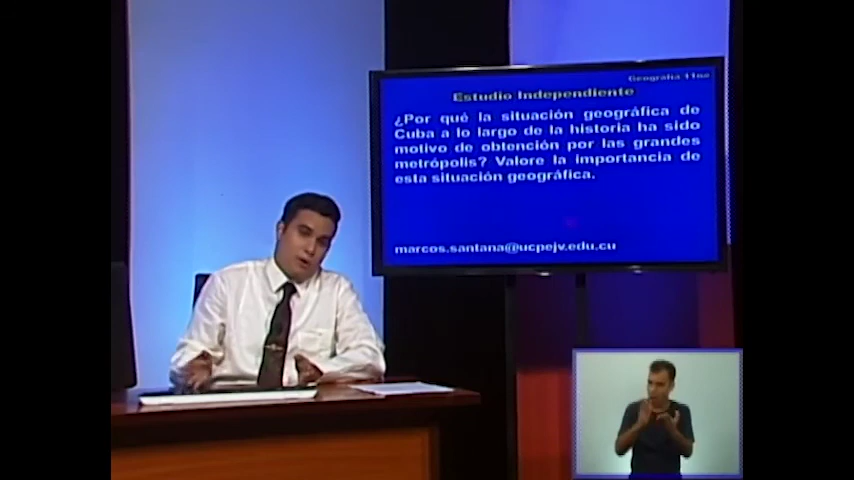 Geografía 11no
Estudio Independiente
¿Por qué la situación geográfica de
Cuba a lo largo de la historia ha sido
motivo de obtención por las grandes
metrópolis? Valore la importancia de
esta situación geográfica.
marcos.santana@ucpejv.edu.cu